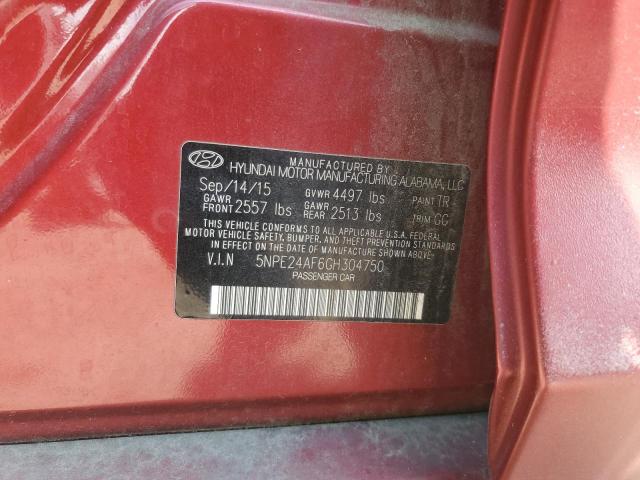 MANUFACTURED BY
HYUNDAI MOTOR MANUFACTURING ALABAMA, LLC
Sep/14/15 GVWR 4497 lbs PAINT TR
GAWR FRONT 2557 lbs GAWR REAR 2513 lbs TRIM GG
THIS VEHICLE CONFORMS TO ALL APPLICABLE U.S.A FEDERAL
MOTOR VEHICLE SAFETY, BUMPER, AND THEFT PREVENTION STANDARDS
IN EFFECT ON THE DATE OF MANUFACTURE SHOWN ABOVE.
V.I.N 5NPE24AF6GH304750
PASSENGER CAR